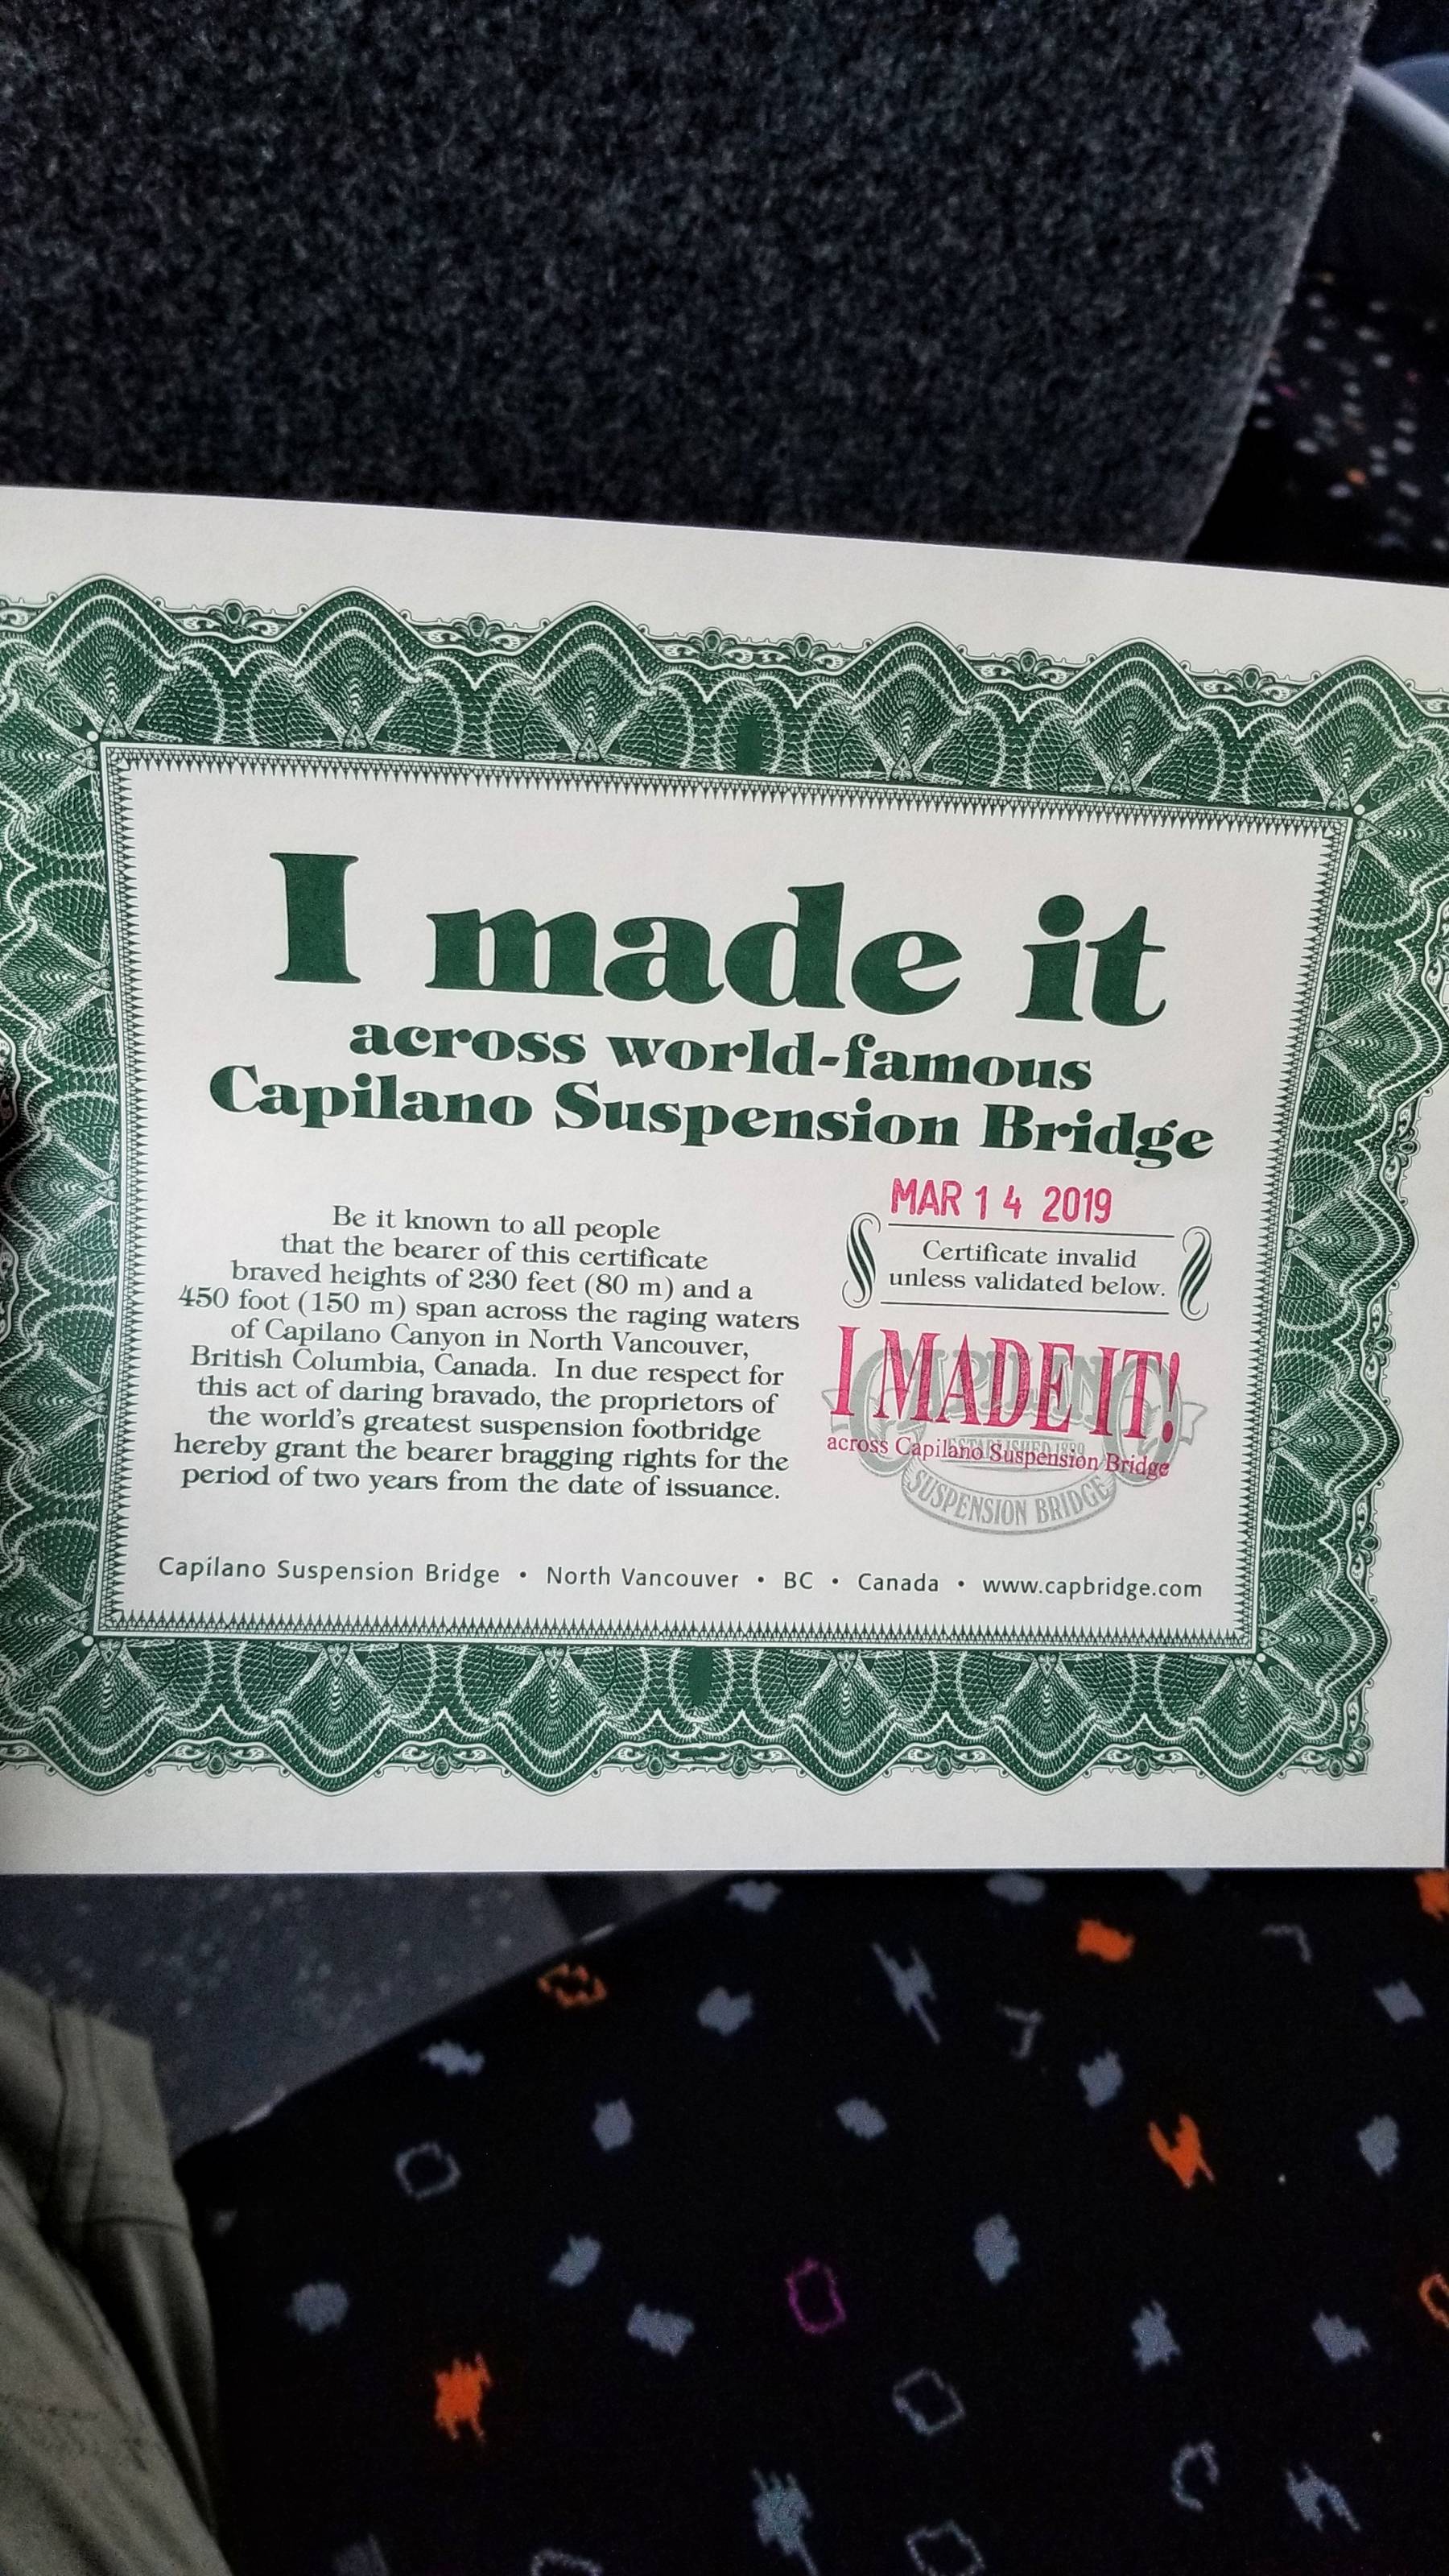 I made it
across world-famous
Capilano Suspension Bridge
Be it known to all people
that the bearer of this certificate
braved heights of 230 feet (80 m) and a
450 foot (150 m) span across the raging waters
of Capilano Canyon in North Vancouver,
British Columbia, Canada. In due respect for
this act of daring bravado, the proprietors of
the world's greatest suspension footbridge
hereby grant the bearer bragging rights for the
period of two years from the date of issuance.
MAR 14 2019
Certificate invalid
unless validated below.
I MADE IT!
across Capilano Suspension Bridge
CAPILANO
ESTABLISHED 1889
SUSPENSION BRIDGE
Capilano Suspension Bridge • North Vancouver • BC • Canada • www.capbridge.com